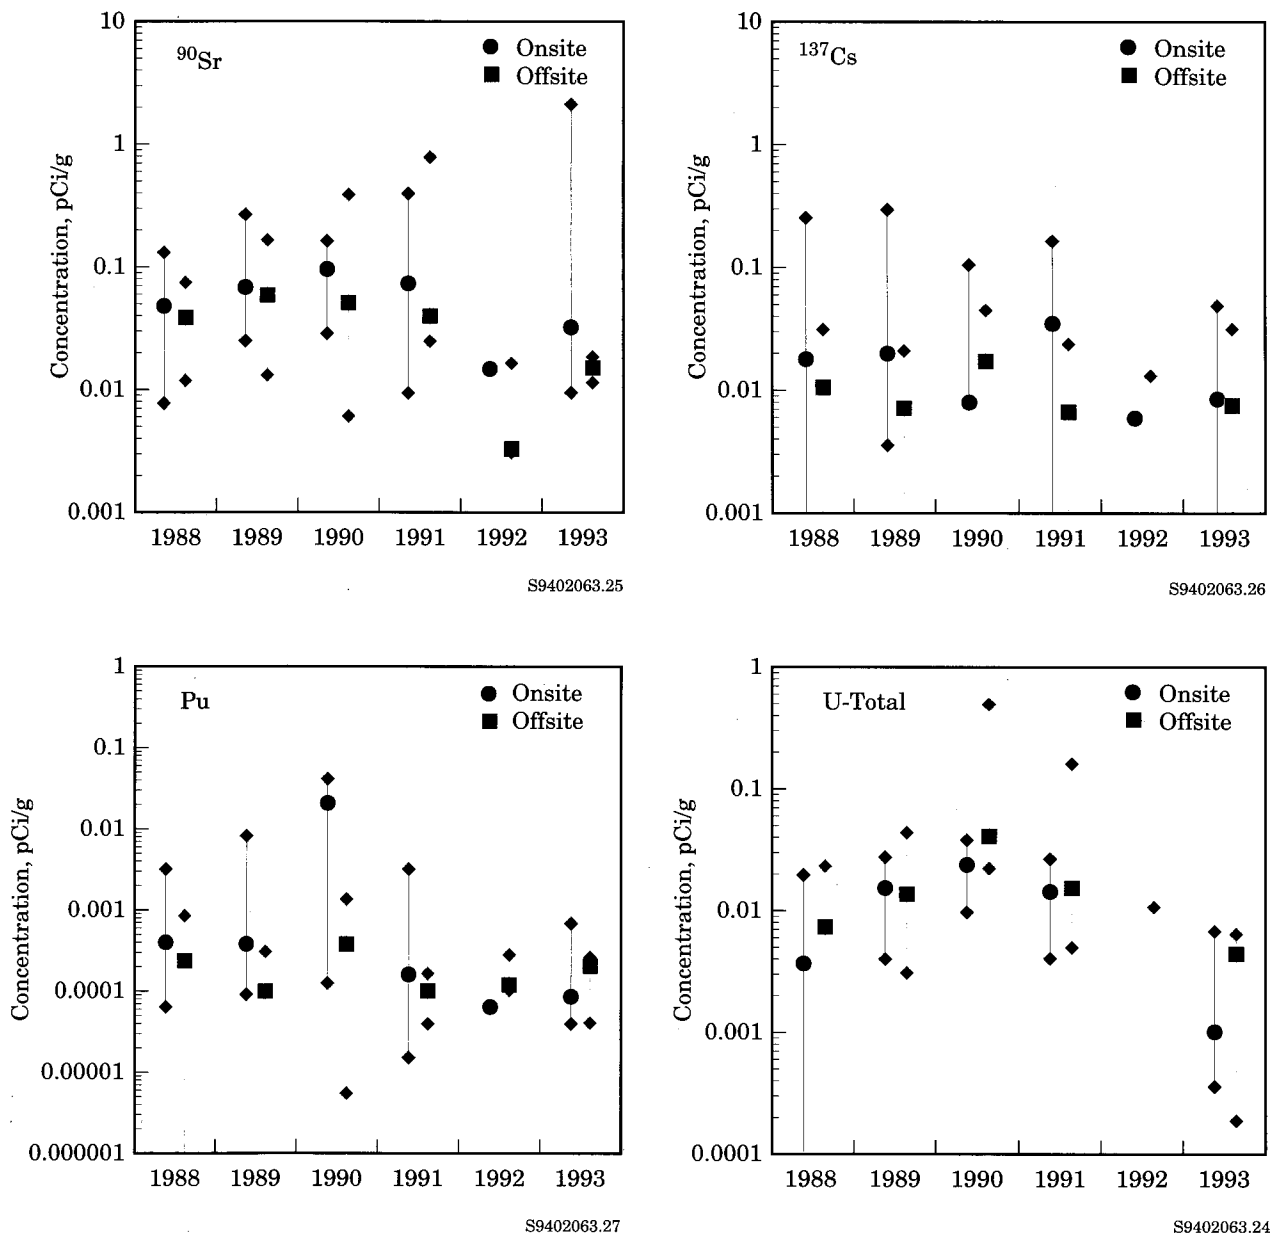 ⁹⁰Sr
Onsite
Offsite
10
1
0.1
0.01
0.001
Concentration, pCi/g
1988 1989 1990 1991 1992 1993
S9402063.25
¹³⁷Cs
Onsite
Offsite
10
1
0.1
0.01
0.001
Concentration, pCi/g
1988 1989 1990 1991 1992 1993
S9402063.26
Pu
Onsite
Offsite
1
0.1
0.01
0.001
0.0001
0.00001
0.000001
Concentration, pCi/g
1988 1989 1990 1991 1992 1993
S9402063.27
U-Total
Onsite
Offsite
1
0.1
0.01
0.001
0.0001
Concentration, pCi/g
1988 1989 1990 1991 1992 1993
S9402063.24